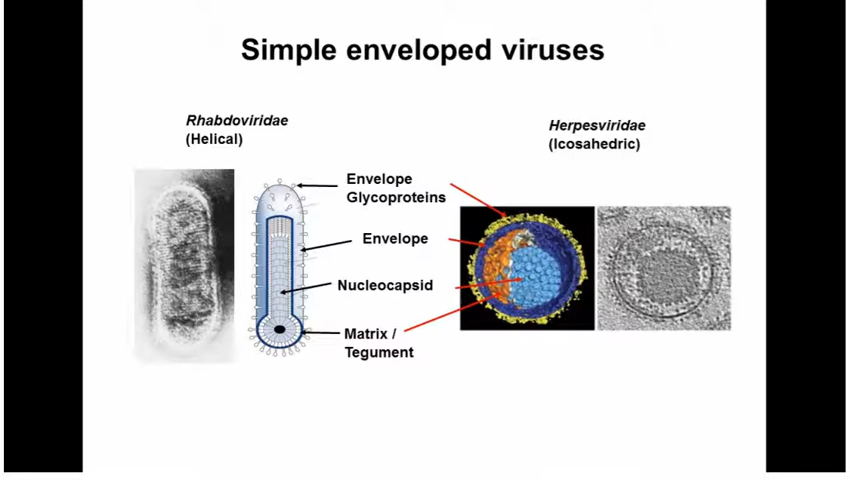 Simple enveloped viruses
Rhabdoviridae
(Helical)
Herpesviridae
(Icosahedric)
Envelope
Glycoproteins
Envelope
Nucleocapsid
Matrix /
Tegument